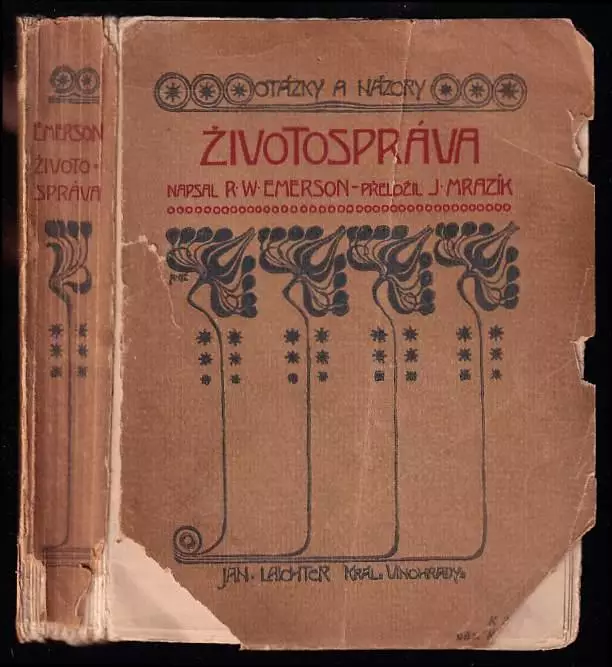 EMERSON
ŽIVOTO-
SPRÁVA
OTÁZKY A NÁZORY
ŽIVOTOSPRÁVA
NAPSAL R·W·EMERSON-PŘELOŽIL J·MRAZÍK
JAN LAICHTER KRÁL. VINOHRADY